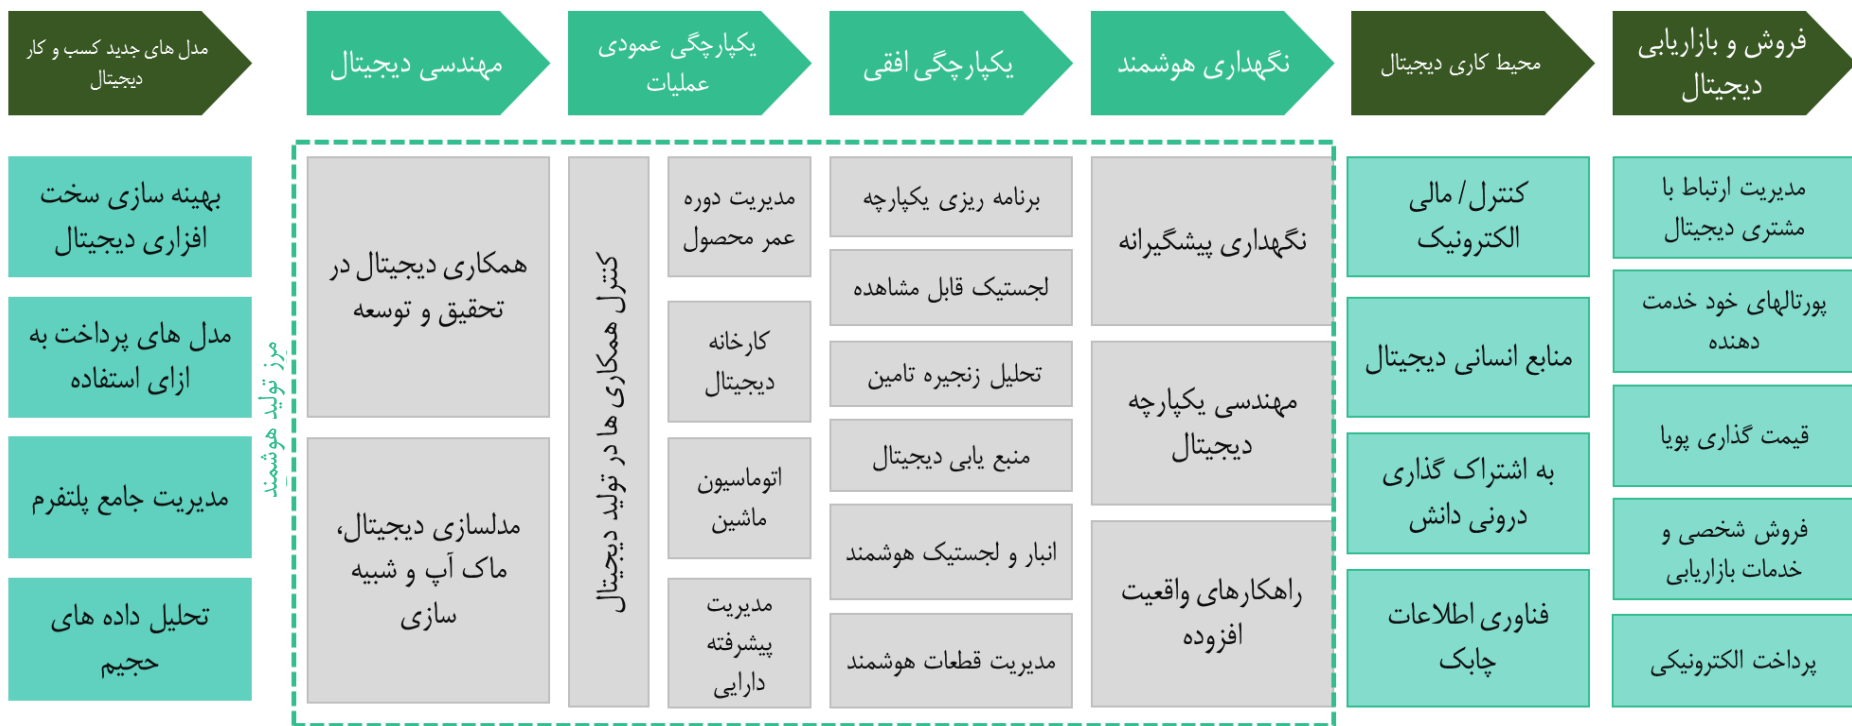 مدل های جدید کسب و کار
دیجیتال
مهندسی دیجیتال
یکپارچگی عمودی
عملیات
یکپارچگی افقی
نگهداری هوشمند
محیط کاری دیجیتال
فروش و بازاریابی
دیجیتال
بهینه سازی سخت
افزاری دیجیتال
مدل های پرداخت به
ازای استفاده
مدیریت جامع پلتفرم
تحلیل داده های
حجیم
مرز تولید هوشمند
همکاری دیجیتال در
تحقیق و توسعه
مدلسازی دیجیتال،
ماک آپ و شبیه
سازی
کنترل همکاری ها در تولید دیجیتال
مدیریت دوره
عمر محصول
کارخانه
دیجیتال
اتوماسیون
ماشین
مدیریت
پیشرفته
دارایی
برنامه ریزی یکپارچه
لجستیک قابل مشاهده
تحلیل زنجیره تامین
منبع یابی دیجیتال
انبار و لجستیک هوشمند
مدیریت قطعات هوشمند
نگهداری پیشگیرانه
مهندسی یکپارچه
دیجیتال
راهکارهای واقعیت
افزوده
کنترل/ مالی
الکترونیک
منابع انسانی دیجیتال
به اشتراک گذاری
درونی دانش
فناوری اطلاعات
چابک
مدیریت ارتباط با
مشتری دیجیتال
پورتالهای خود خدمت
دهنده
قیمت گذاری پویا
فروش شخصی و
خدمات بازاریابی
پرداخت الکترونیکی